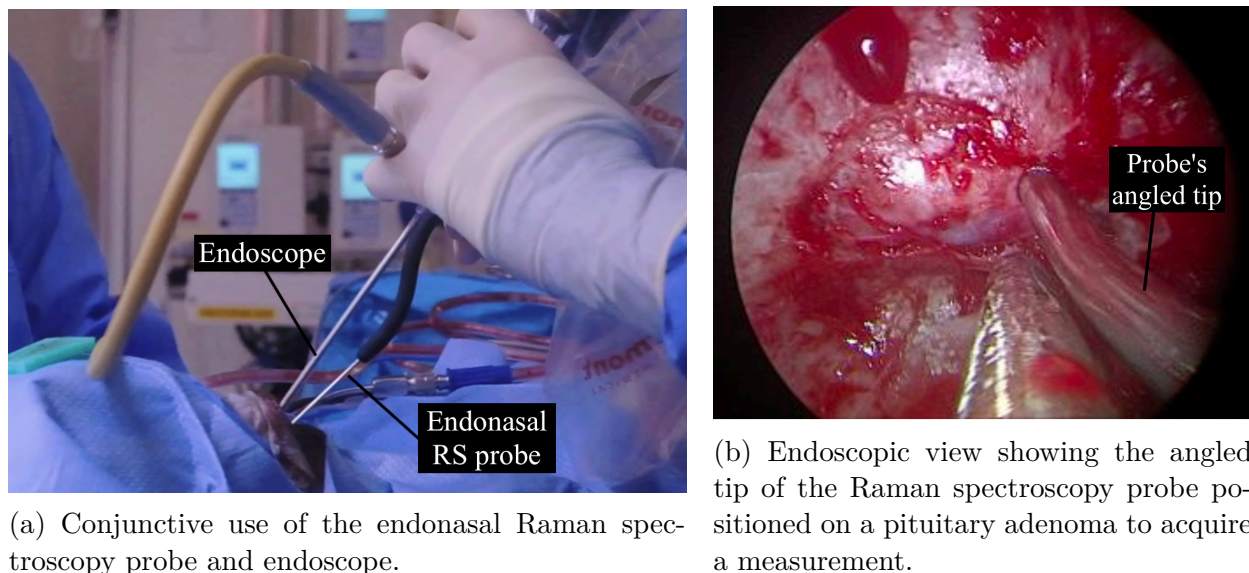 Endoscope
Endonasal
RS probe
(a) Conjunctive use of the endonasal Raman spec-
troscopy probe and endoscope.
Probe's
angled tip
(b) Endoscopic view showing the angled
tip of the Raman spectroscopy probe po-
sitioned on a pituitary adenoma to acquire
a measurement.